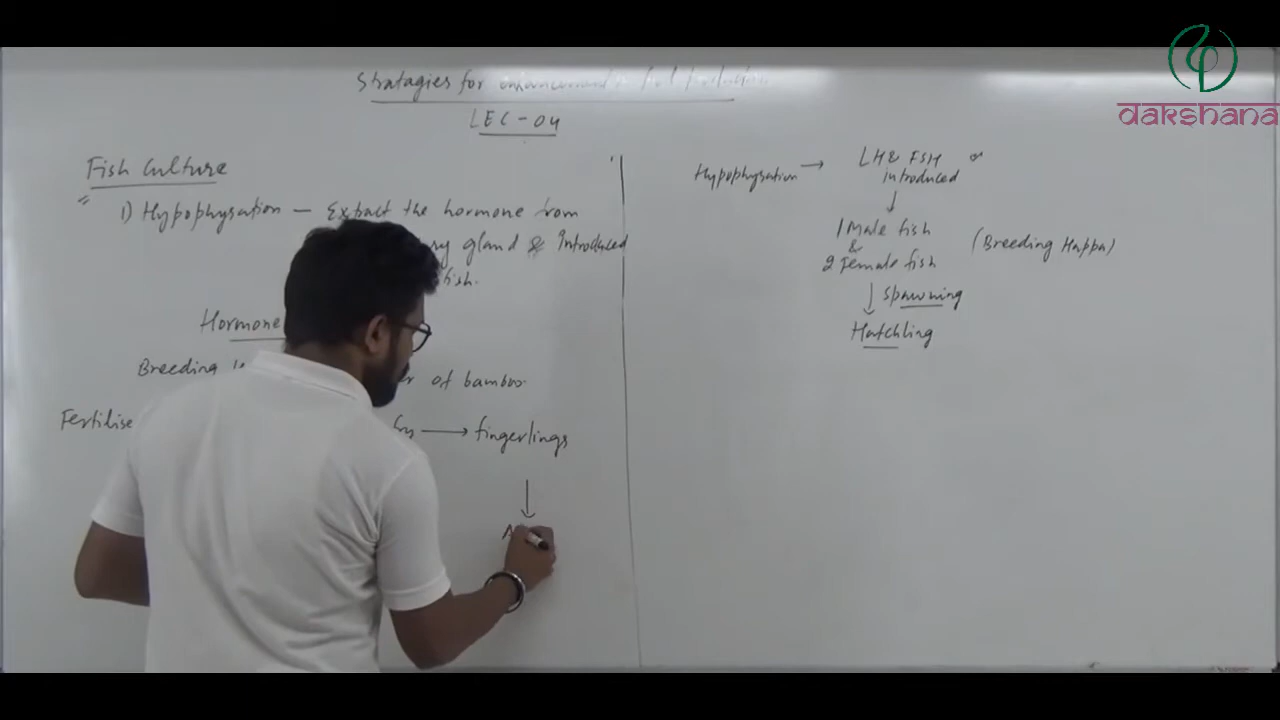 dakshana
Stratagies for enhancement in food production
LEC-04
Fish Culture
1) Hypophysation — Extract the hormone from
ry gland & Introduced
fish.
Hormone
Breeding
of bamboo.
Fertilise
fingerlings
Hypophysation → LH & FSH
introduced
1 Male fish
&
2 Female fish
(Breeding Happa)
Spawning
Hatchling